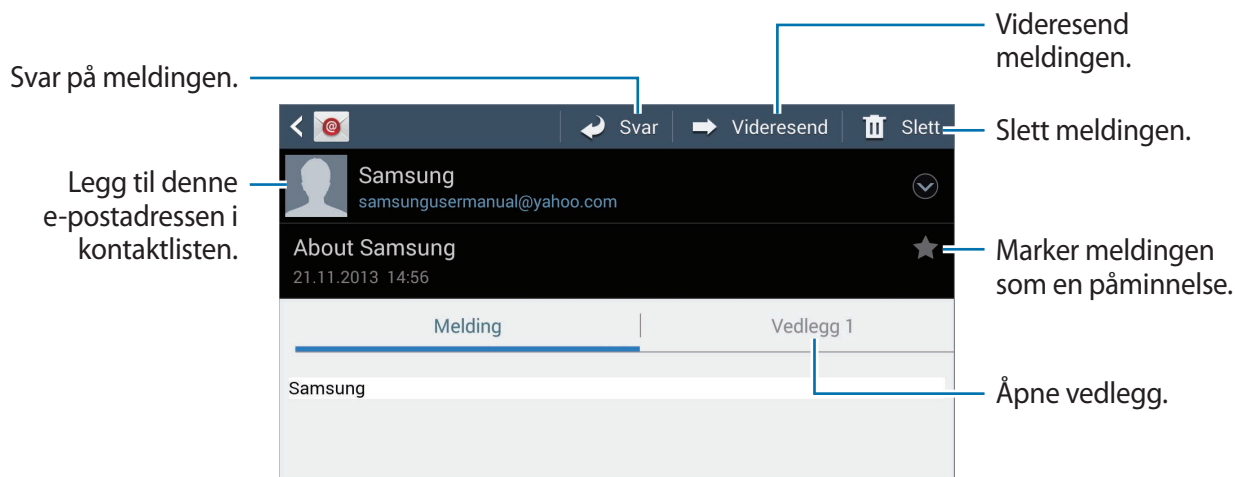 Videresend
meldingen.
Svar på meldingen.
Svar
Videresend
Slett
Slett meldingen.
Legg til denne
e-postadressen i
kontaktlisten.
Samsung
samsungusermanual@yahoo.com
About Samsung
21.11.2013 14:56
Marker meldingen
som en påminnelse.
Melding
Vedlegg 1
Samsung
Åpne vedlegg.